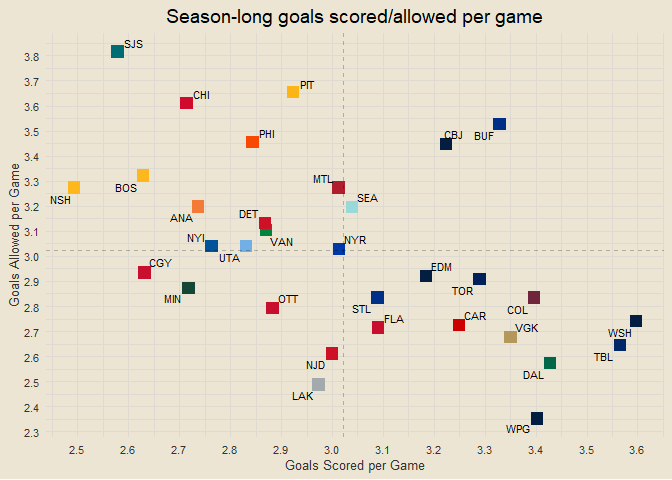 Season-long goals scored/allowed per game
Goals Allowed per Game
3.8
3.7
3.6
3.5
3.4
3.3
3.2
3.1
3.0
2.9
2.8
2.7
2.6
2.5
2.4
2.3
SJS
CHI
PIT
PHI
CBJ
BUF
BOS
NSH
MTL
SEA
ANA
DET
NYI
VAN
NYR
UTA
CGY
EDM
MIN
OTT
TOR
STL
COL
FLA
CAR
VGK
WSH
NJD
TBL
DAL
LAK
WPG
2.5 2.6 2.7 2.8 2.9 3.0 3.1 3.2 3.3 3.4 3.5 3.6
Goals Scored per Game